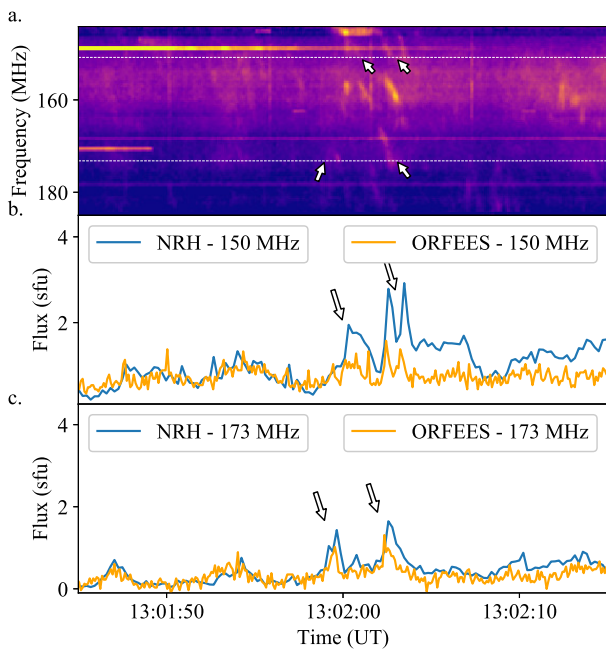 a.
Frequency (MHz)
160
180
b.
NRH - 150 MHz
ORFEES - 150 MHz
Flux (sfu)
4
2
c.
NRH - 173 MHz
ORFEES - 173 MHz
Flux (sfu)
4
2
0
13:01:50
13:02:00
13:02:10
Time (UT)